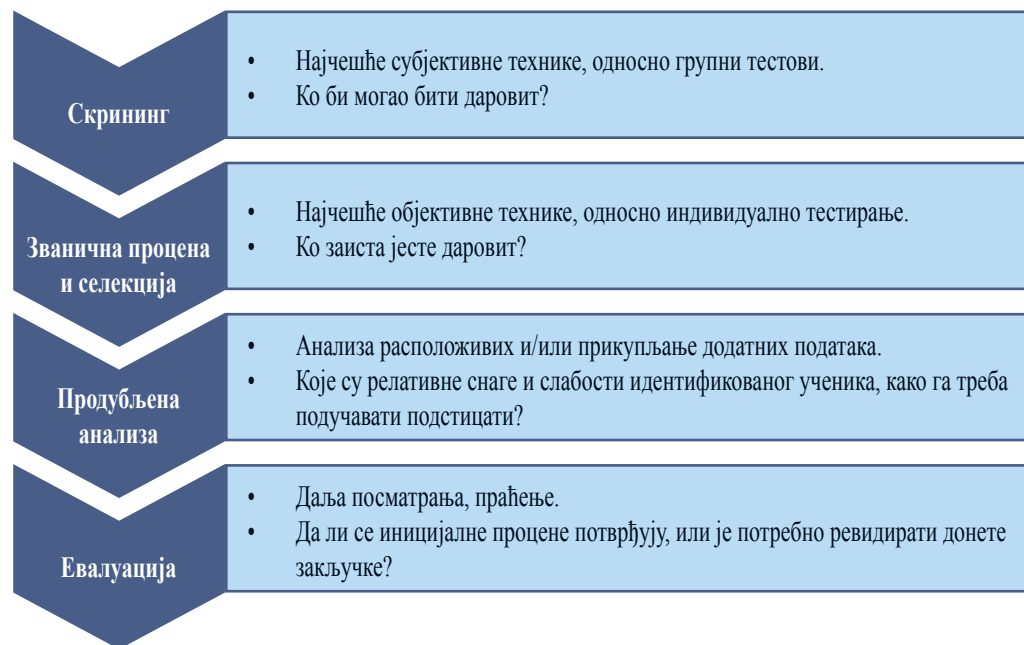 Скрининг
• Најчешће субјективне технике, односно групни тестови.
• Ко би могао бити даровит?
Званична процена
и селекција
• Најчешће објективне технике, односно индивидуално тестирање.
• Ко заиста јесте даровит?
Продубљена
анализа
• Анализа расположивих и/или прикупљање додатних података.
• Које су релативне снаге и слабости идентификованог ученика, како га треба
подучавати подстицати?
Евалуација
• Даља посматрања, праћење.
• Да ли се иницијалне процене потврђују, или је потребно ревидирати донете
закључке?